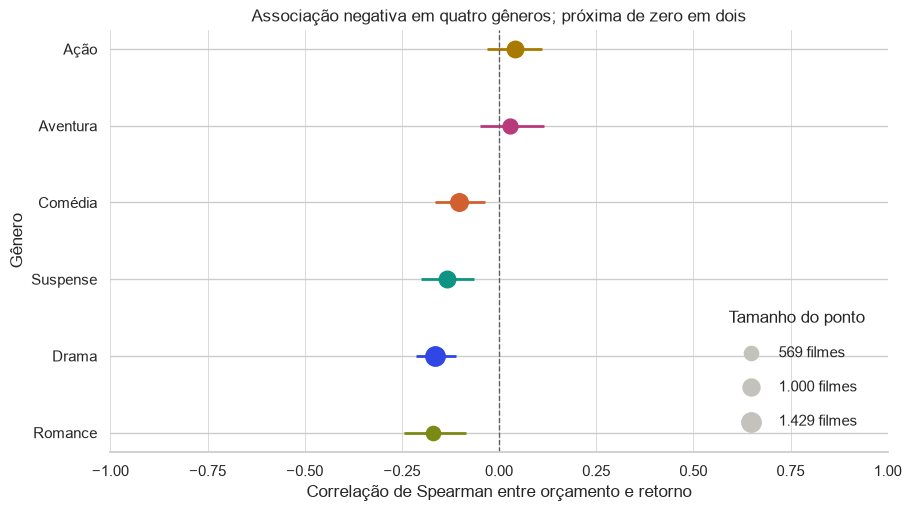 Associação negativa em quatro gêneros; próxima de zero em dois
Gênero
Ação
Aventura
Comédia
Suspense
Drama
Romance
Tamanho do ponto
569 filmes
1.000 filmes
1.429 filmes
−1.00 −0.75 −0.50 −0.25 0.00 0.25 0.50 0.75 1.00
Correlação de Spearman entre orçamento e retorno